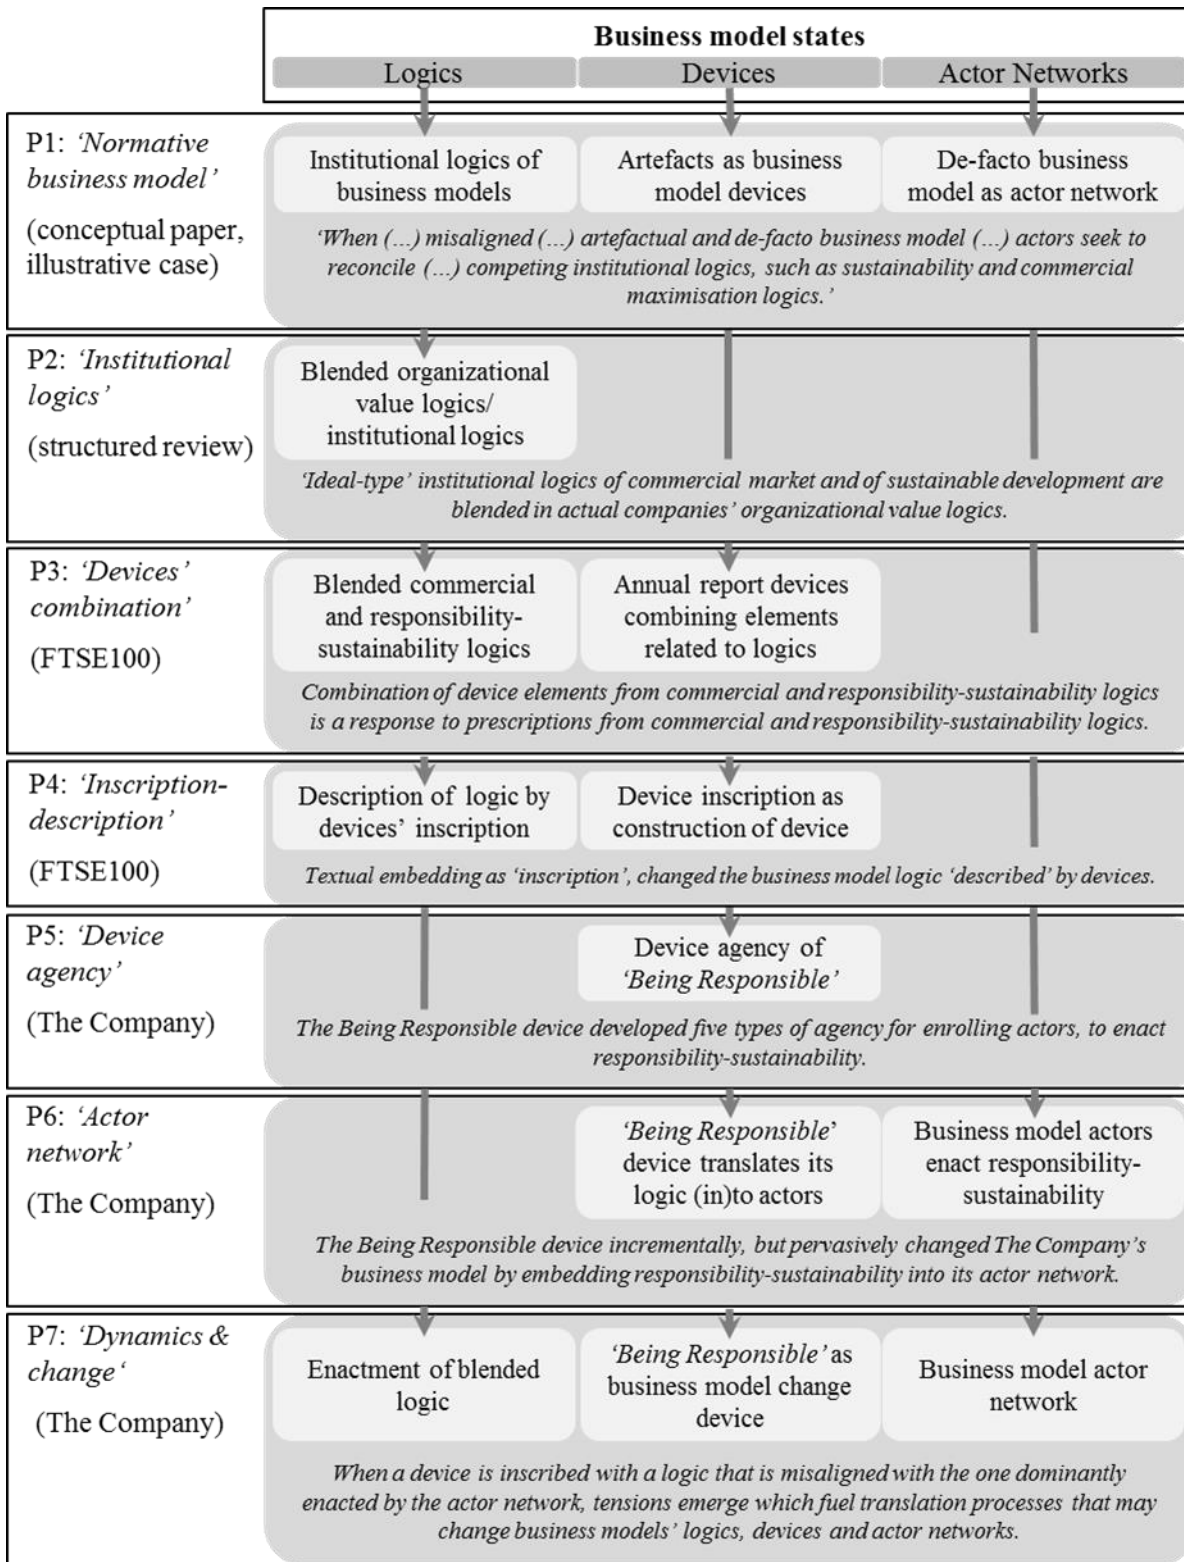 Business model states
Logics
Devices
Actor Networks
P1: ‘Normative
business model’
(conceptual paper,
illustrative case)
Institutional logics of
business models
Artefacts as business
model devices
De-facto business
model as actor network
‘When (...) misaligned (...) artefactual and de-facto business model (...) actors seek to
reconcile (...) competing institutional logics, such as sustainability and commercial
maximisation logics.’
P2: ‘Institutional
logics’
(structured review)
Blended organizational
value logics/
institutional logics
‘Ideal-type’ institutional logics of commercial market and of sustainable development are
blended in actual companies’ organizational value logics.
P3: ‘Devices’
combination’
(FTSE100)
Blended commercial
and responsibility-
sustainability logics
Annual report devices
combining elements
related to logics
Combination of device elements from commercial and responsibility-sustainability logics
is a response to prescriptions from commercial and responsibility-sustainability logics.
P4: ‘Inscription-
description’
(FTSE100)
Description of logic by
devices’ inscription
Device inscription as
construction of device
Textual embedding as ‘inscription’, changed the business model logic ‘described’ by devices.
P5: ‘Device
agency’
(The Company)
Device agency of
‘Being Responsible’
The Being Responsible device developed five types of agency for enrolling actors, to enact
responsibility-sustainability.
P6: ‘Actor
network’
(The Company)
‘Being Responsible’
device translates its
logic (in)to actors
Business model actors
enact responsibility-
sustainability
The Being Responsible device incrementally, but pervasively changed The Company’s
business model by embedding responsibility-sustainability into its actor network.
P7: ‘Dynamics &
change‘
(The Company)
Enactment of blended
logic
‘Being Responsible’ as
business model change
device
Business model actor
network
When a device is inscribed with a logic that is misaligned with the one dominantly
enacted by the actor network, tensions emerge which fuel translation processes that may
change business models’ logics, devices and actor networks.